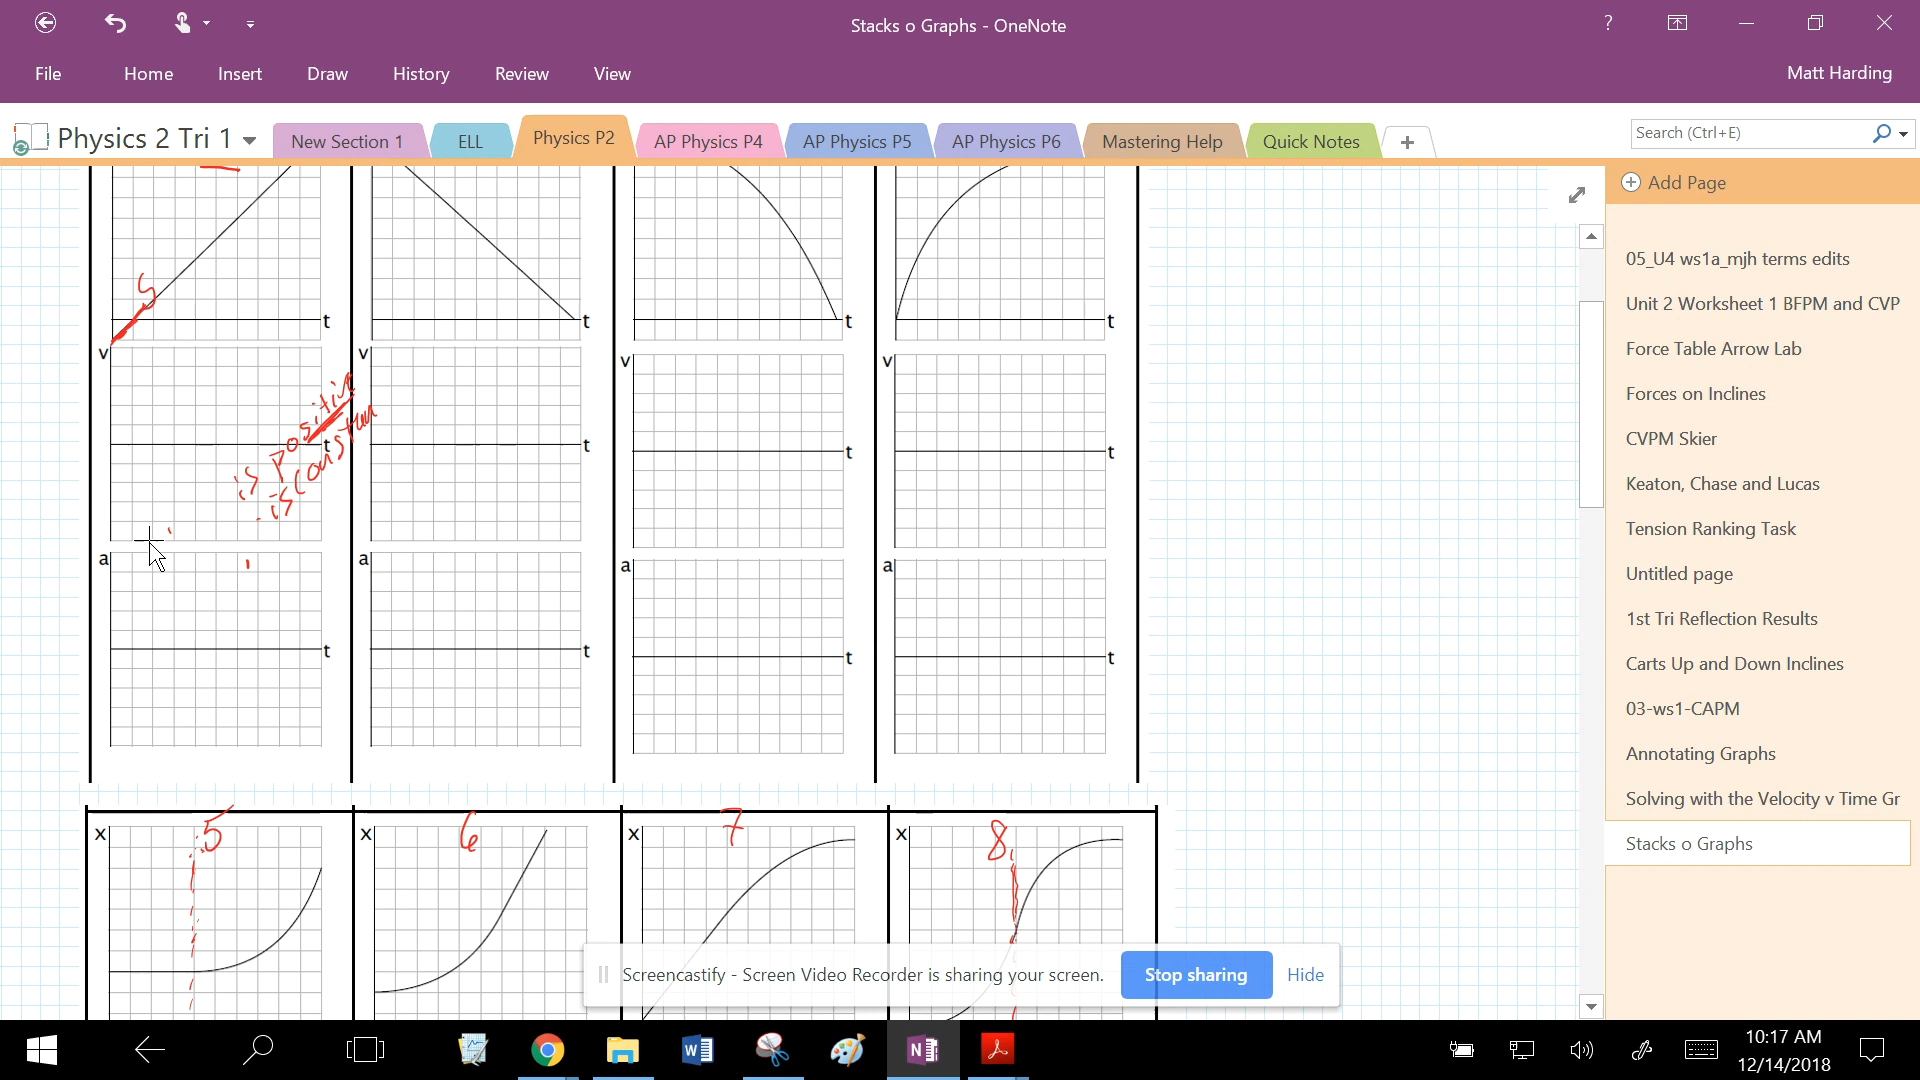 Stacks o Graphs - OneNote
?
File Home Insert Draw History Review View
Matt Harding
Physics 2 Tri 1
New Section 1
ELL
Physics P2
AP Physics P4
AP Physics P5
AP Physics P6
Mastering Help
Quick Notes
+
Search (Ctrl+E)
Add Page
05_U4 ws1a_mjh terms edits
Unit 2 Worksheet 1 BFPM and CVP
Force Table Arrow Lab
Forces on Inclines
CVPM Skier
Keaton, Chase and Lucas
Tension Ranking Task
Untitled page
1st Tri Reflection Results
Carts Up and Down Inclines
03-ws1-CAPM
Annotating Graphs
Solving with the Velocity v Time Gr
Stacks o Graphs
t t t t
v v v v
is positive
is constan
t t t t
a a a a
t t t t
x 5 x 6 x 7 x 8
Screencastify - Screen Video Recorder is sharing your screen.
Stop sharing
Hide
10:17 AM
12/14/2018